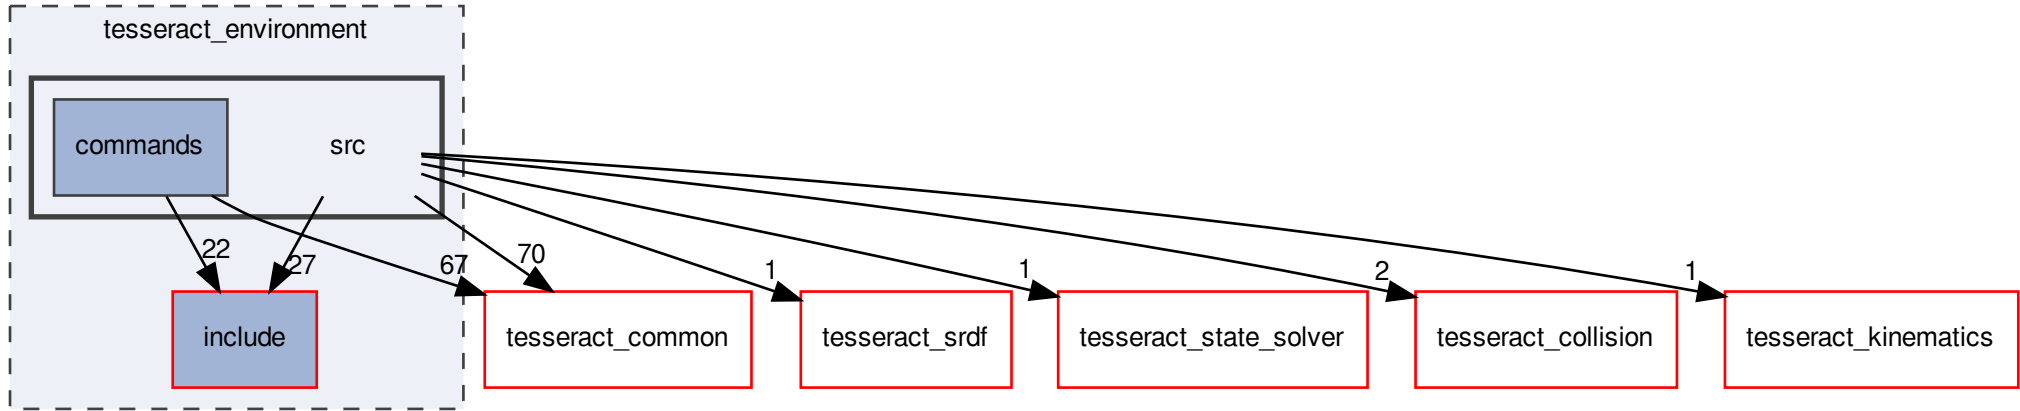 tesseract_environment
commands
src
22
27
67
70
1
1
2
1
include
tesseract_common
tesseract_srdf
tesseract_state_solver
tesseract_collision
tesseract_kinematics